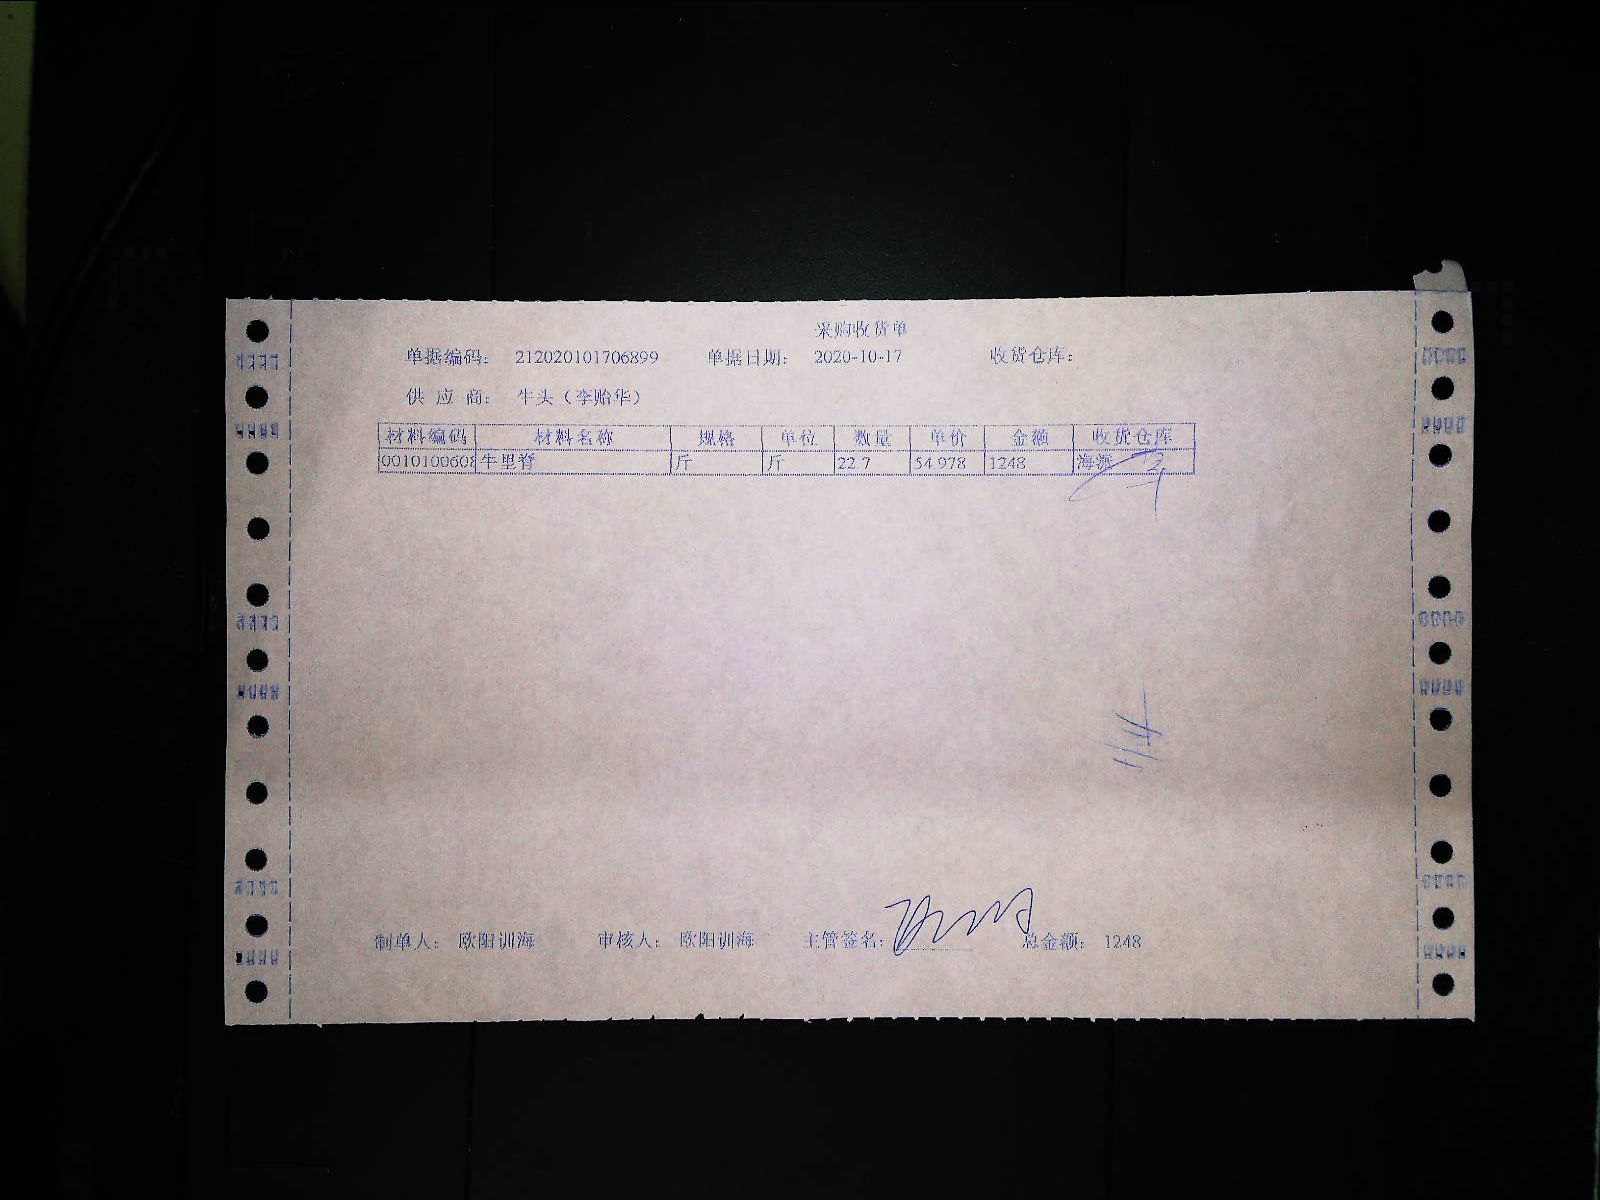 采购收货单
单据编码: 212020101706899 单据日期: 2020-10-17 收货仓库:
供应商: 牛头（李贻华）
材料编码 材料名称 规格 单位 数量 单价 金额 收货仓库
0010100608 牛里脊 斤 斤 22.7 54.978 1248 海派
制单人: 欧阳训海 审核人: 欧阳训海 主管签名: 总金额: 1248